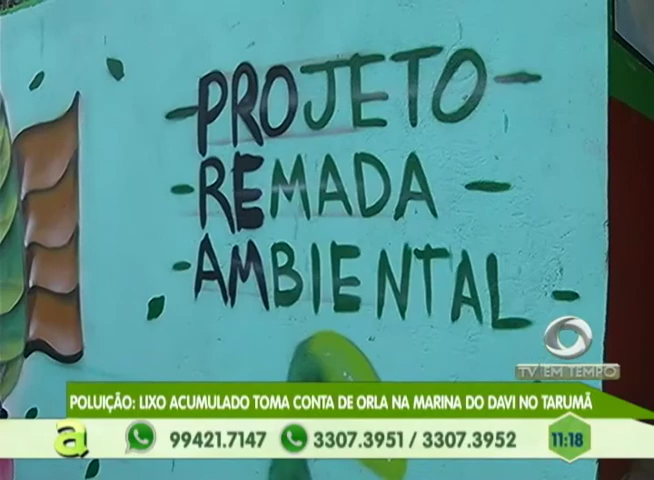 -PROJETO-
-REMADA-
-AMBIENTAL-
TV EM TEMPO
POLUIÇÃO: LIXO ACUMULADO TOMA CONTA DE ORLA NA MARINA DO DAVI NO TARUMÃ
a 99421.7147 3307.3951 / 3307.3952 11:18